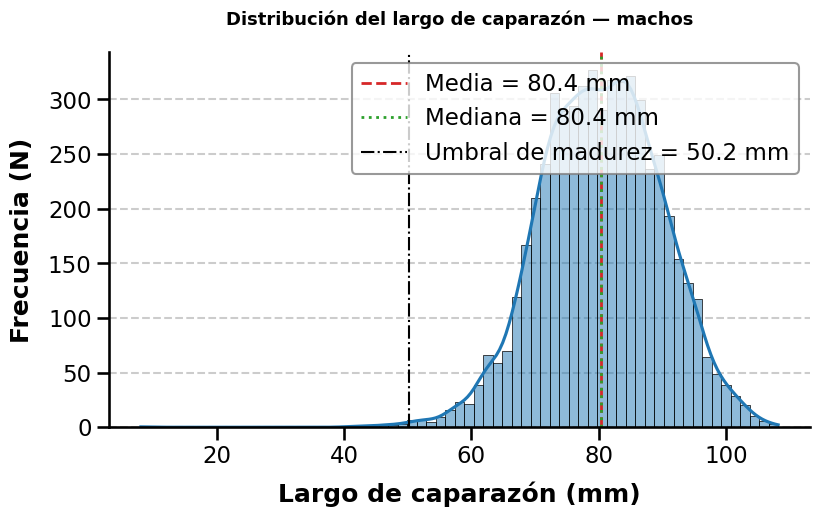 Distribución del largo de caparazón — machos
Media = 80.4 mm
Mediana = 80.4 mm
Umbral de madurez = 50.2 mm
Frecuencia (N)
300
250
200
150
100
50
0
20 40 60 80 100
Largo de caparazón (mm)